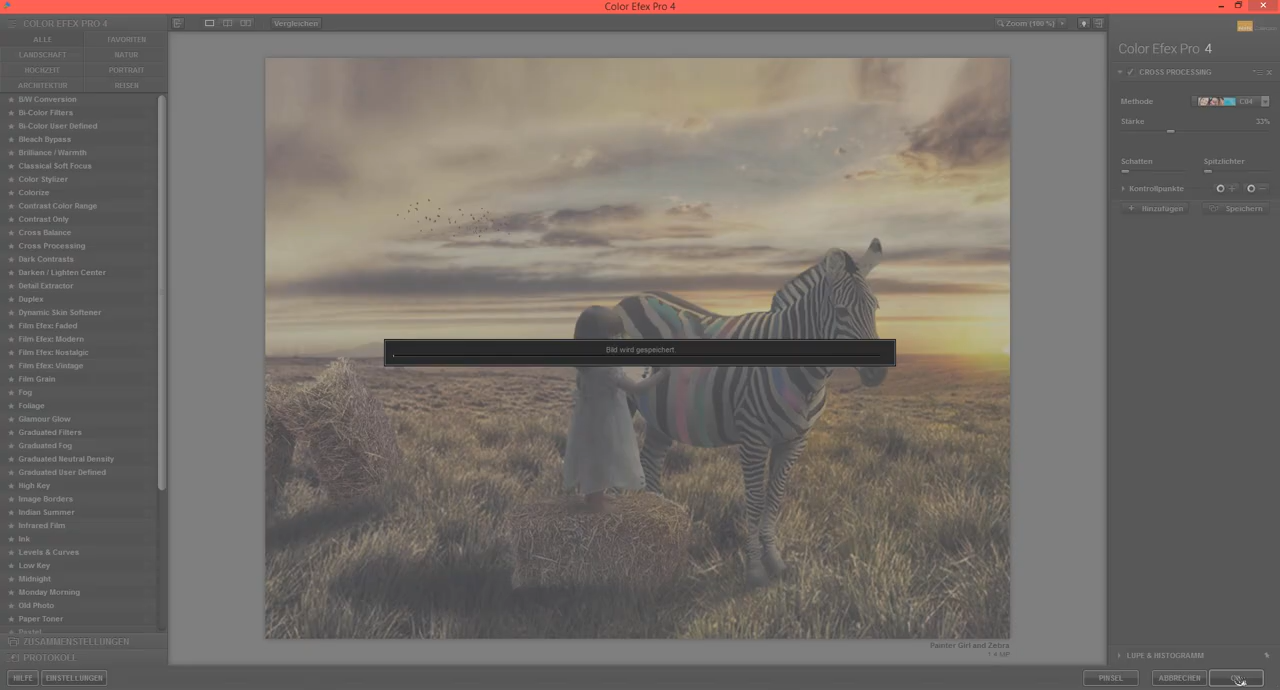 Color Efex Pro 4
COLOR EFEX PRO 4
ALLE FAVORITEN
LANDSCHAFT NATUR
HOCHZEIT PORTRAIT
ARCHITEKTUR REISEN
B/W Conversion
Bi-Color Filters
Bi-Color User Defined
Bleach Bypass
Brilliance / Warmth
Classical Soft Focus
Color Stylizer
Colorize
Contrast Color Range
Contrast Only
Cross Balance
Cross Processing
Dark Contrasts
Darken / Lighten Center
Detail Extractor
Duplex
Dynamic Skin Softener
Film Efex: Faded
Film Efex: Modern
Film Efex: Nostalgic
Film Efex: Vintage
Film Grain
Fog
Foliage
Glamour Glow
Graduated Filters
Graduated Fog
Graduated Neutral Density
Graduated User Defined
High Key
Image Borders
Indian Summer
Infrared Film
Ink
Levels & Curves
Low Key
Midnight
Monday Morning
Old Photo
Paper Toner
Pastel
ZUSAMMENSTELLUNGEN
PROTOKOLL
HILFE EINSTELLUNGEN
Vergleichen
Zoom (100 %)
Bild wird gespeichert
Painter Girl and Zebra
Color Efex Pro 4
CROSS PROCESSING
Methode C04
Stärke 33%
Schatten Spitzlichter
Kontrollpunkte
Hinzufügen Speichern
LUPE & HISTOGRAMM
PINSEL ABBRECHEN OK